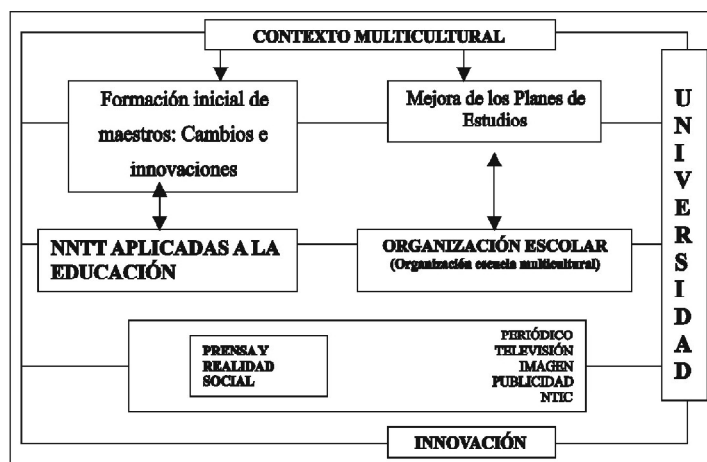 CONTEXTO MULTICULTURAL
Formación inicial de
maestros: Cambios e
innovaciones
Mejora de los Planes de
Estudios
UNIVERSIDAD
NNTT APLICADAS A LA
EDUCACIÓN
ORGANIZACIÓN ESCOLAR
(Organización escuela multicultural)
PRENSA Y
REALIDAD
SOCIAL
PERIÓDICO
TELEVISIÓN
IMAGEN
PUBLICIDAD
NTIC
INNOVACIÓN